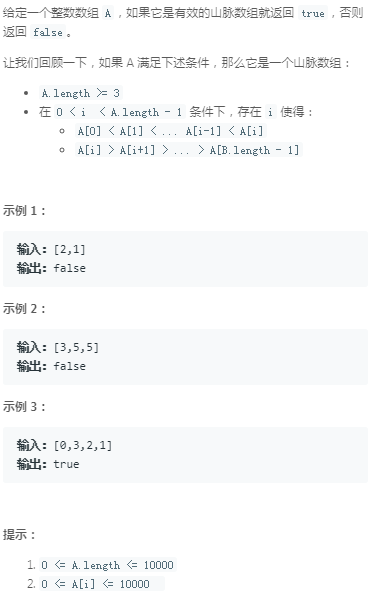 给定一个整数数组 A ，如果它是有效的山脉数组就返回 true，否则
返回 false。
让我们回顾一下，如果 A 满足下述条件，那么它是一个山脉数组：
A.length >= 3
在 0 < i < A.length - 1 条件下，存在 i 使得：
A[0] < A[1] < ... A[i-1] < A[i]
A[i] > A[i+1] > ... > A[B.length - 1]
示例 1：
输入：[2,1]
输出：false
示例 2：
输入：[3,5,5]
输出：false
示例 3：
输入：[0,3,2,1]
输出：true
提示：
1. 0 <= A.length <= 10000
2. 0 <= A[i] <= 10000